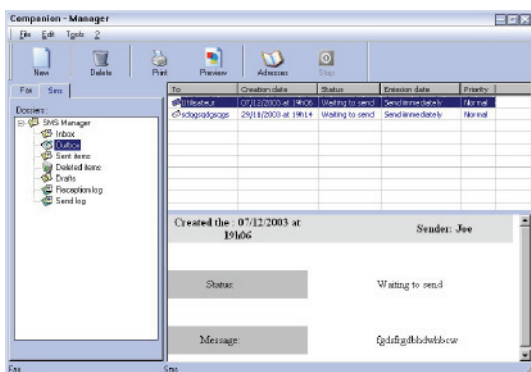 Companion - Manager
File Edit Tools ?
New Delete Print Preview Adresses Stop
Fax Sms
Dossiers :
SMS Manager
Inbox
Outbox
Sent items
Deleted items
Drafts
Reception log
Send log
To Creation date Status Emission date Priority
Utilisateur 07/12/2003 at 19h06 Waiting to send Send immediately Normal
29/11/2003 at 19h14 Waiting to send Send immediately Normal
Created the : 07/12/2003 at
19h06
Sender: Joe
Status: Waiting to send
Message:
Fax Sms